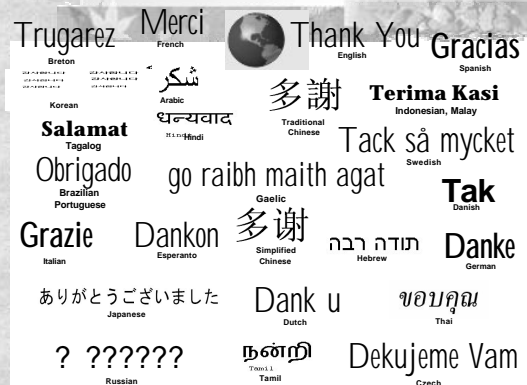 Trugarez
Breton
Merci
French
Thank You
English
Gracias
Spanish
Korean
شكراً
Arabic
多謝
Traditional
Chinese
Terima Kasi
Indonesian, Malay
Salamat
Tagalog
धन्यवाद
Hindi
Hindi
Tack så mycket
Swedish
Obrigado
Brazilian
Portuguese
go raibh maith agat
Gaelic
Tak
Danish
Grazie
Italian
Dankon
Esperanto
多谢
Simplified
Chinese
תודה רבה
Hebrew
Danke
German
ありがとうございました
Japanese
Dank u
Dutch
ขอบคุณ
Thai
? ??????
Russian
நன்றி
Tamil
Tamil
Dekujeme Vam
Czech